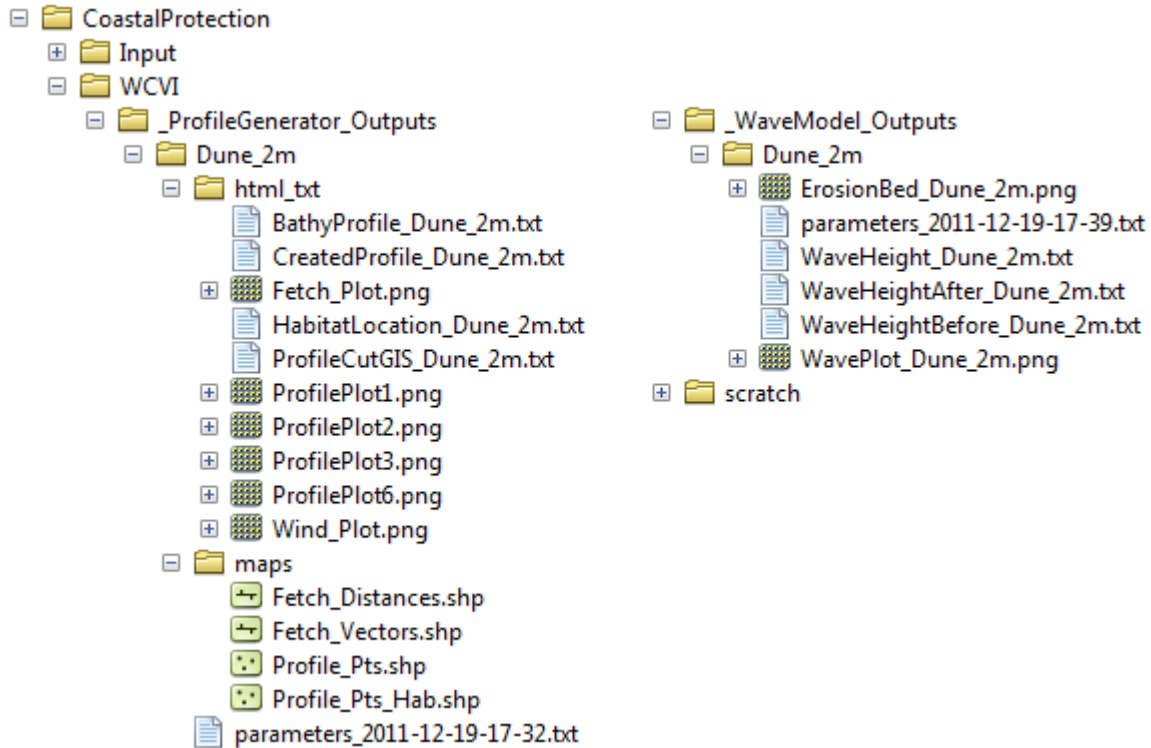 CoastalProtection
Input
WCVI
_ProfileGenerator_Outputs
Dune_2m
html_txt
BathyProfile_Dune_2m.txt
CreatedProfile_Dune_2m.txt
Fetch_Plot.png
HabitatLocation_Dune_2m.txt
ProfileCutGIS_Dune_2m.txt
ProfilePlot1.png
ProfilePlot2.png
ProfilePlot3.png
ProfilePlot6.png
Wind_Plot.png
maps
Fetch_Distances.shp
Fetch_Vectors.shp
Profile_Pts.shp
Profile_Pts_Hab.shp
parameters_2011-12-19-17-32.txt
_WaveModel_Outputs
Dune_2m
ErosionBed_Dune_2m.png
parameters_2011-12-19-17-39.txt
WaveHeight_Dune_2m.txt
WaveHeightAfter_Dune_2m.txt
WaveHeightBefore_Dune_2m.txt
WavePlot_Dune_2m.png
scratch